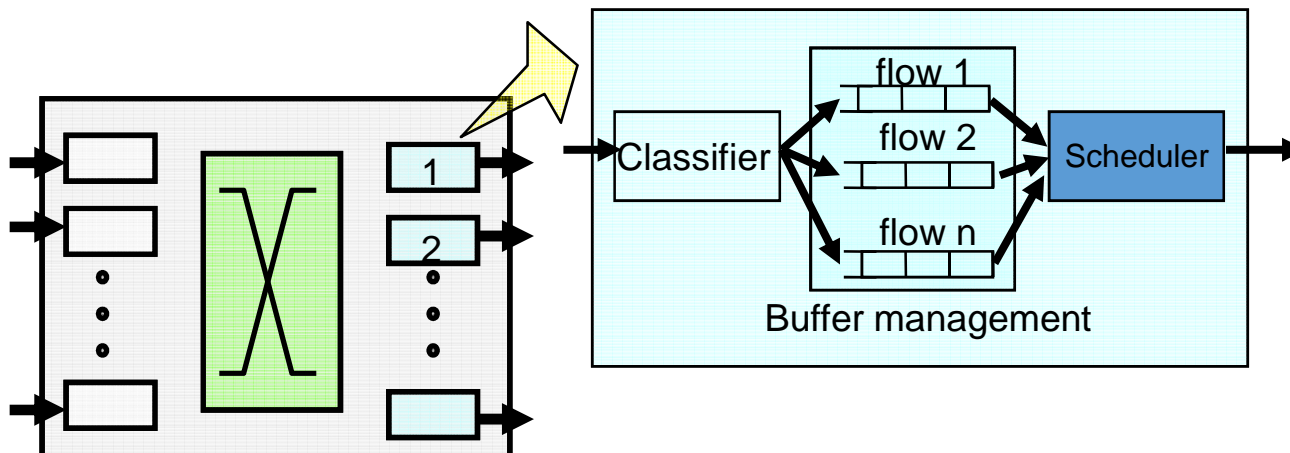 1
2
flow 1
flow 2
flow n
Classifier
Scheduler
Buffer management